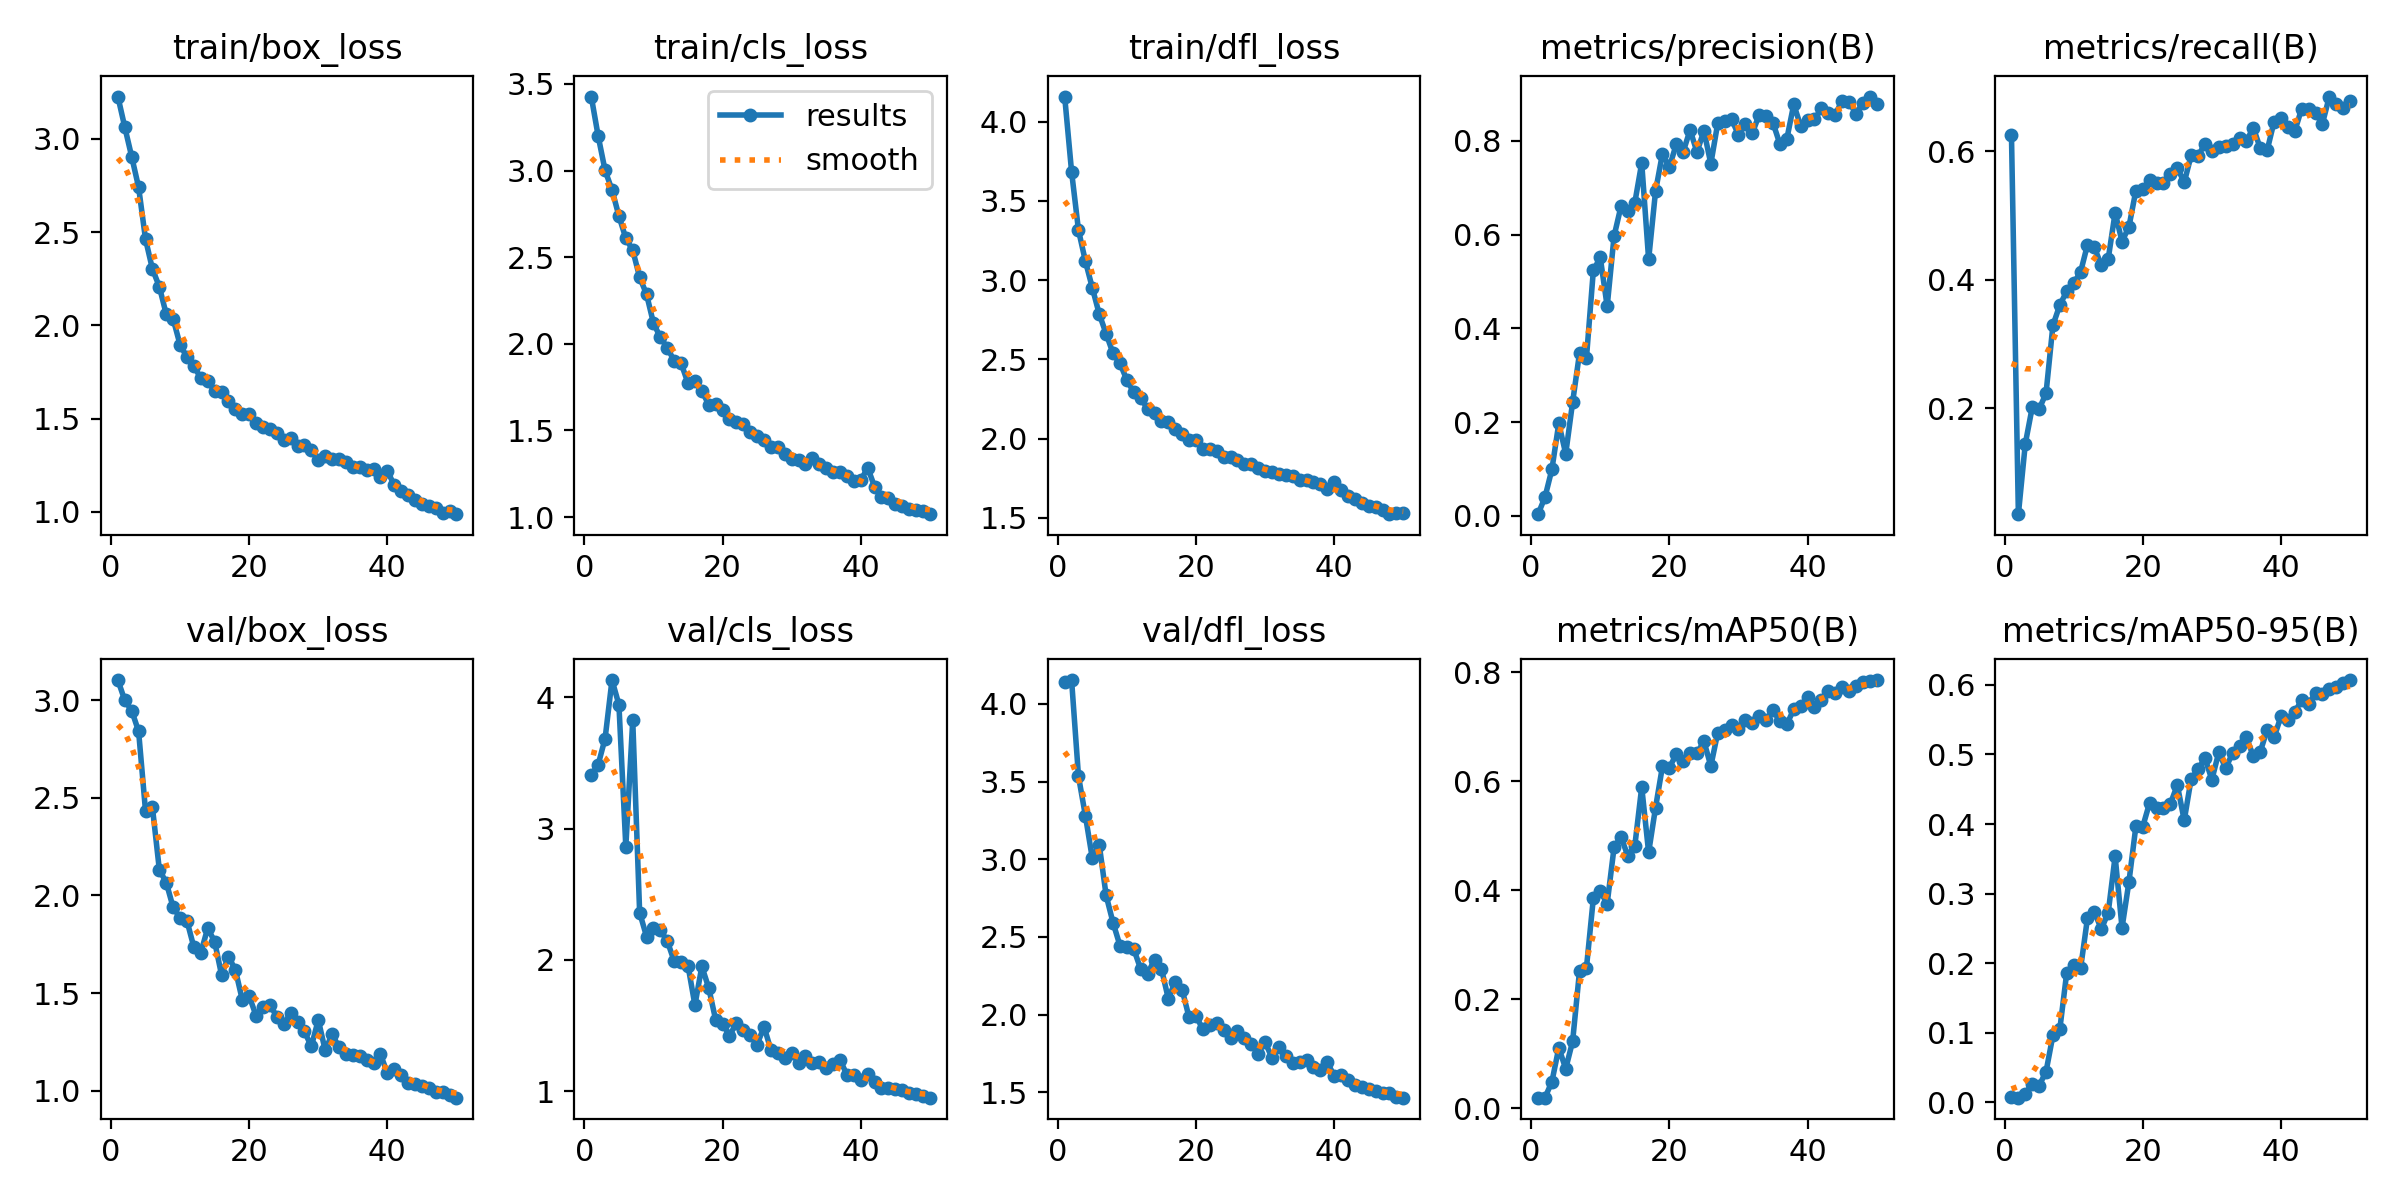 train/box_loss
3.0
2.5
2.0
1.5
1.0
0 20 40
train/cls_loss
results
smooth
3.5
3.0
2.5
2.0
1.5
1.0
0 20 40
train/dfl_loss
4.0
3.5
3.0
2.5
2.0
1.5
0 20 40
metrics/precision(B)
0.8
0.6
0.4
0.2
0.0
0 20 40
metrics/recall(B)
0.6
0.4
0.2
0 20 40
val/box_loss
3.0
2.5
2.0
1.5
1.0
0 20 40
val/cls_loss
4
3
2
1
0 20 40
val/dfl_loss
4.0
3.5
3.0
2.5
2.0
1.5
0 20 40
metrics/mAP50(B)
0.8
0.6
0.4
0.2
0.0
0 20 40
metrics/mAP50-95(B)
0.6
0.5
0.4
0.3
0.2
0.1
0.0
0 20 40